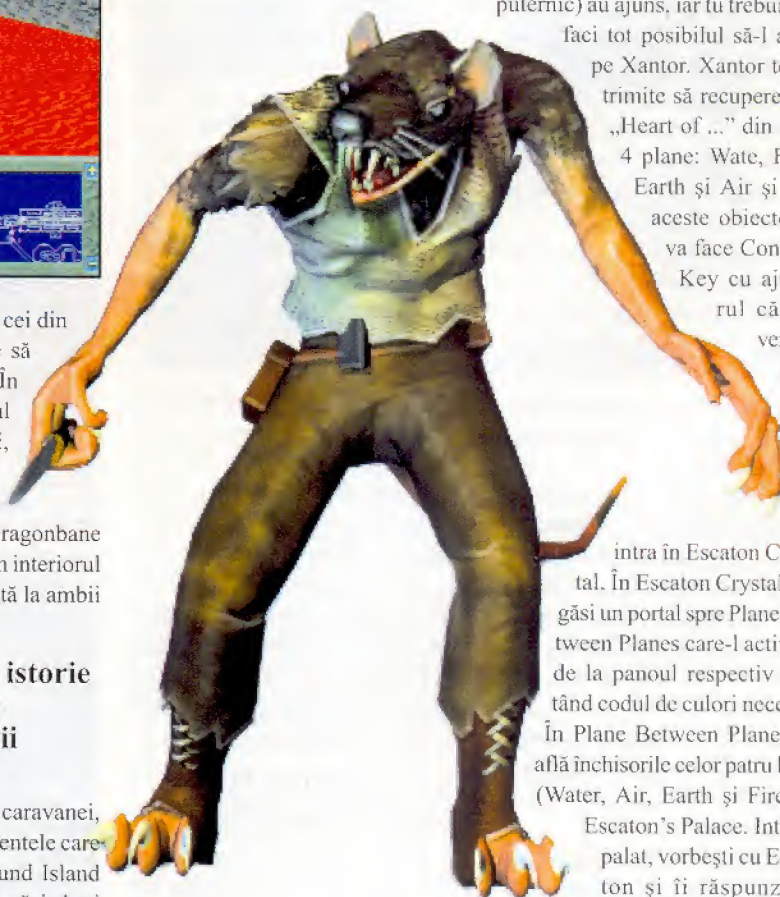 cei din
să
În
ragonbane
n interiorul
tă la ambii
istorie
ii
caravanei,
entele care
und Island
puternic) au ajuns, iar tu trebui
faci tot posibilul să-l a
pe Xantor. Xantor te
trimite să recupere
„Heart of ...” din
4 plane: Wate, E
Earth şi Air şi
aceste obiecte
va face Con
Key cu aju
rul că
ve
intra în Escaton C
tal. În Escaton Crystal
găsi un portal spre Plane
tween Planes care-l activ
de la panoul respectiv
tând codul de culori nece
În Plane Between Plane
află închisorile celor patru l
(Water, Air, Earth şi Fire
Escaton’s Palace. Int
palat, vorbeşti cu E
ton şi îi răspunz